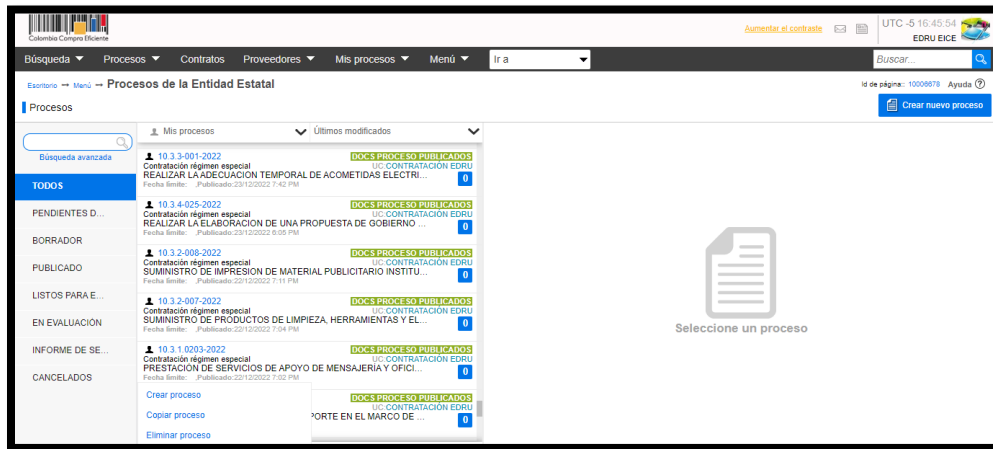 Colombia Compra Eficiente
Aumentar el contraste
UTC -5 16:45:54
EDRU EICE
Búsqueda Procesos Contratos Proveedores Mis procesos Menú Ir a Buscar...
Escritorio → Menú → Procesos de la Entidad Estatal
Id de página:: 10006678 Ayuda ?
Procesos
Crear nuevo proceso
Búsqueda avanzada
TODOS
PENDIENTES D...
BORRADOR
PUBLICADO
LISTOS PARA E...
EN EVALUACIÓN
INFORME DE SE...
CANCELADOS
Mis procesos Últimos modificados
10.3.3-001-2022 DOCS PROCESO PUBLICADOS
Contratación régimen especial UC:CONTRATACIÓN EDRU
REALIZAR LA ADECUACION TEMPORAL DE ACOMETIDAS ELECTRI... 0
Fecha límite: ,Publicado:23/12/2022 7:42 PM
10.3.4-025-2022 DOCS PROCESO PUBLICADOS
Contratación régimen especial UC:CONTRATACIÓN EDRU
REALIZAR LA ELABORACION DE UNA PROPUESTA DE GOBIERNO ... 0
Fecha límite: ,Publicado:23/12/2022 6:05 PM
10.3.2-008-2022 DOCS PROCESO PUBLICADOS
Contratación régimen especial UC:CONTRATACIÓN EDRU
SUMINISTRO DE IMPRESION DE MATERIAL PUBLICITARIO INSTITU... 0
Fecha límite: ,Publicado:22/12/2022 7:11 PM
10.3.2-007-2022 DOCS PROCESO PUBLICADOS
Contratación régimen especial UC:CONTRATACIÓN EDRU
SUMINISTRO DE PRODUCTOS DE LIMPIEZA, HERRAMIENTAS Y EL... 0
Fecha límite: ,Publicado:22/12/2022 7:04 PM
10.3.1.0203-2022 DOCS PROCESO PUBLICADOS
Contratación régimen especial UC:CONTRATACIÓN EDRU
PRESTACIÓN DE SERVICIOS DE APOYO DE MENSAJERIA Y OFICI... 0
Fecha límite: ,Publicado:22/12/2022 7:02 PM
DOCS PROCESO PUBLICADOS
UC:CONTRATACIÓN EDRU
PORTE EN EL MARCO DE ... 0
Crear proceso
Copiar proceso
Eliminar proceso
Seleccione un proceso